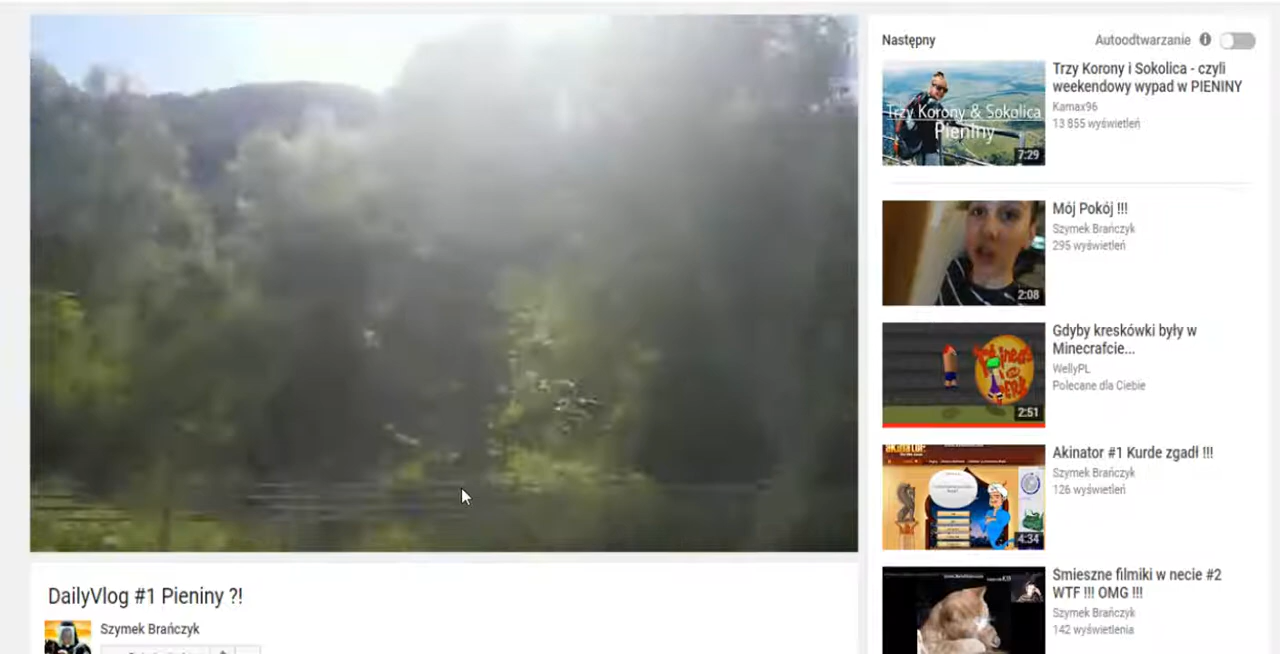 Następny
Autoodtwarzanie
Trzy Korony i Sokolica - czyli
weekendowy wypad w PIENINY
Kamax96
13 855 wyświetleń
Trzy Korony & Sokolica
Pieniny
7:29
Mój Pokój !!!
Szymek Brańczyk
295 wyświetleń
2:08
Gdyby kreskówki były w
Minecrafcie...
WellyPL
Polecane dla Ciebie
2:51
Akinator #1 Kurde zgadł !!!
Szymek Brańczyk
126 wyświetleń
4:34
Śmieszne filmiki w necie #2
WTF !!! OMG !!!
Szymek Brańczyk
142 wyświetlenia
DailyVlog #1 Pieniny ?!
Szymek Brańczyk